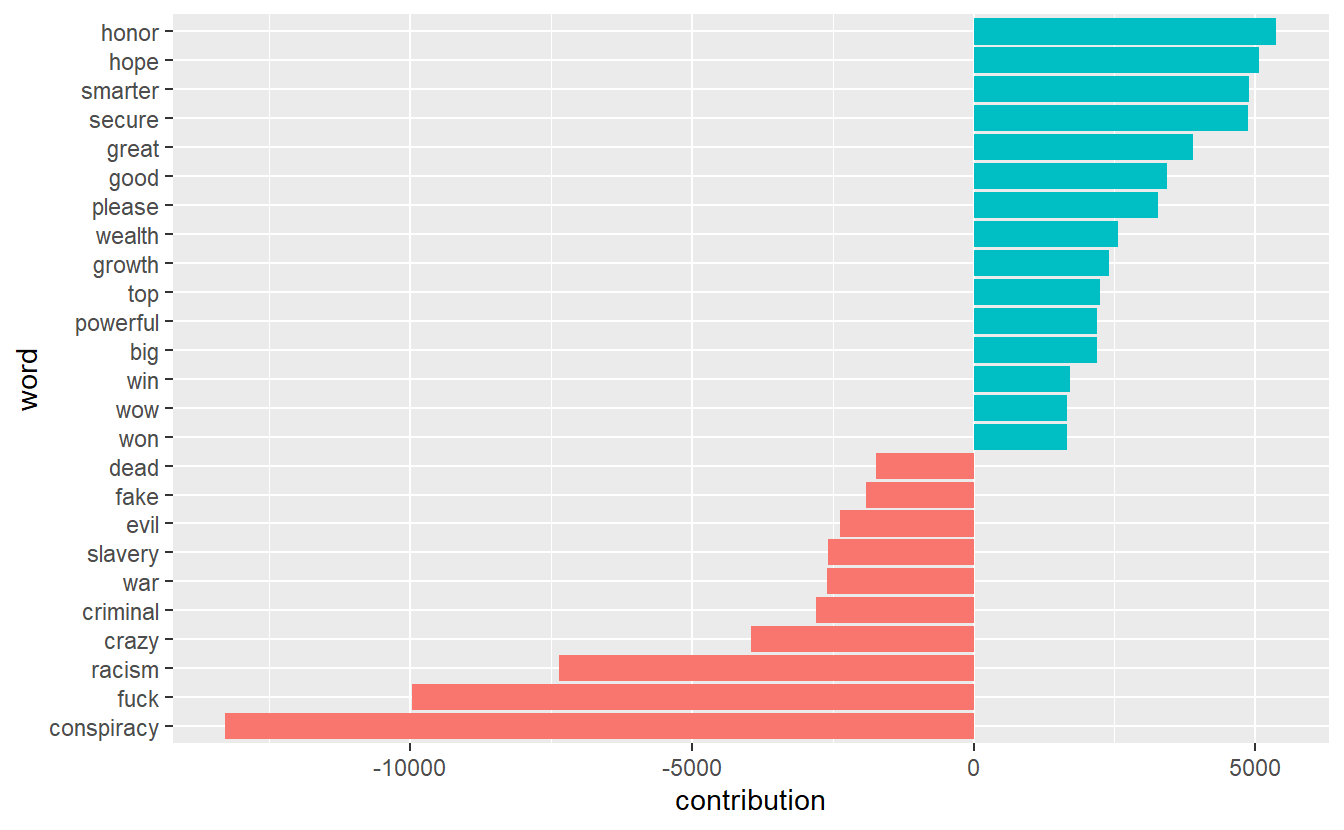 honor
hope
smarter
secure
great
good
please
wealth
growth
top
powerful
big
win
wow
won
dead
fake
evil
slavery
war
criminal
crazy
racism
fuck
conspiracy
word
-10000 -5000 0 5000
contribution